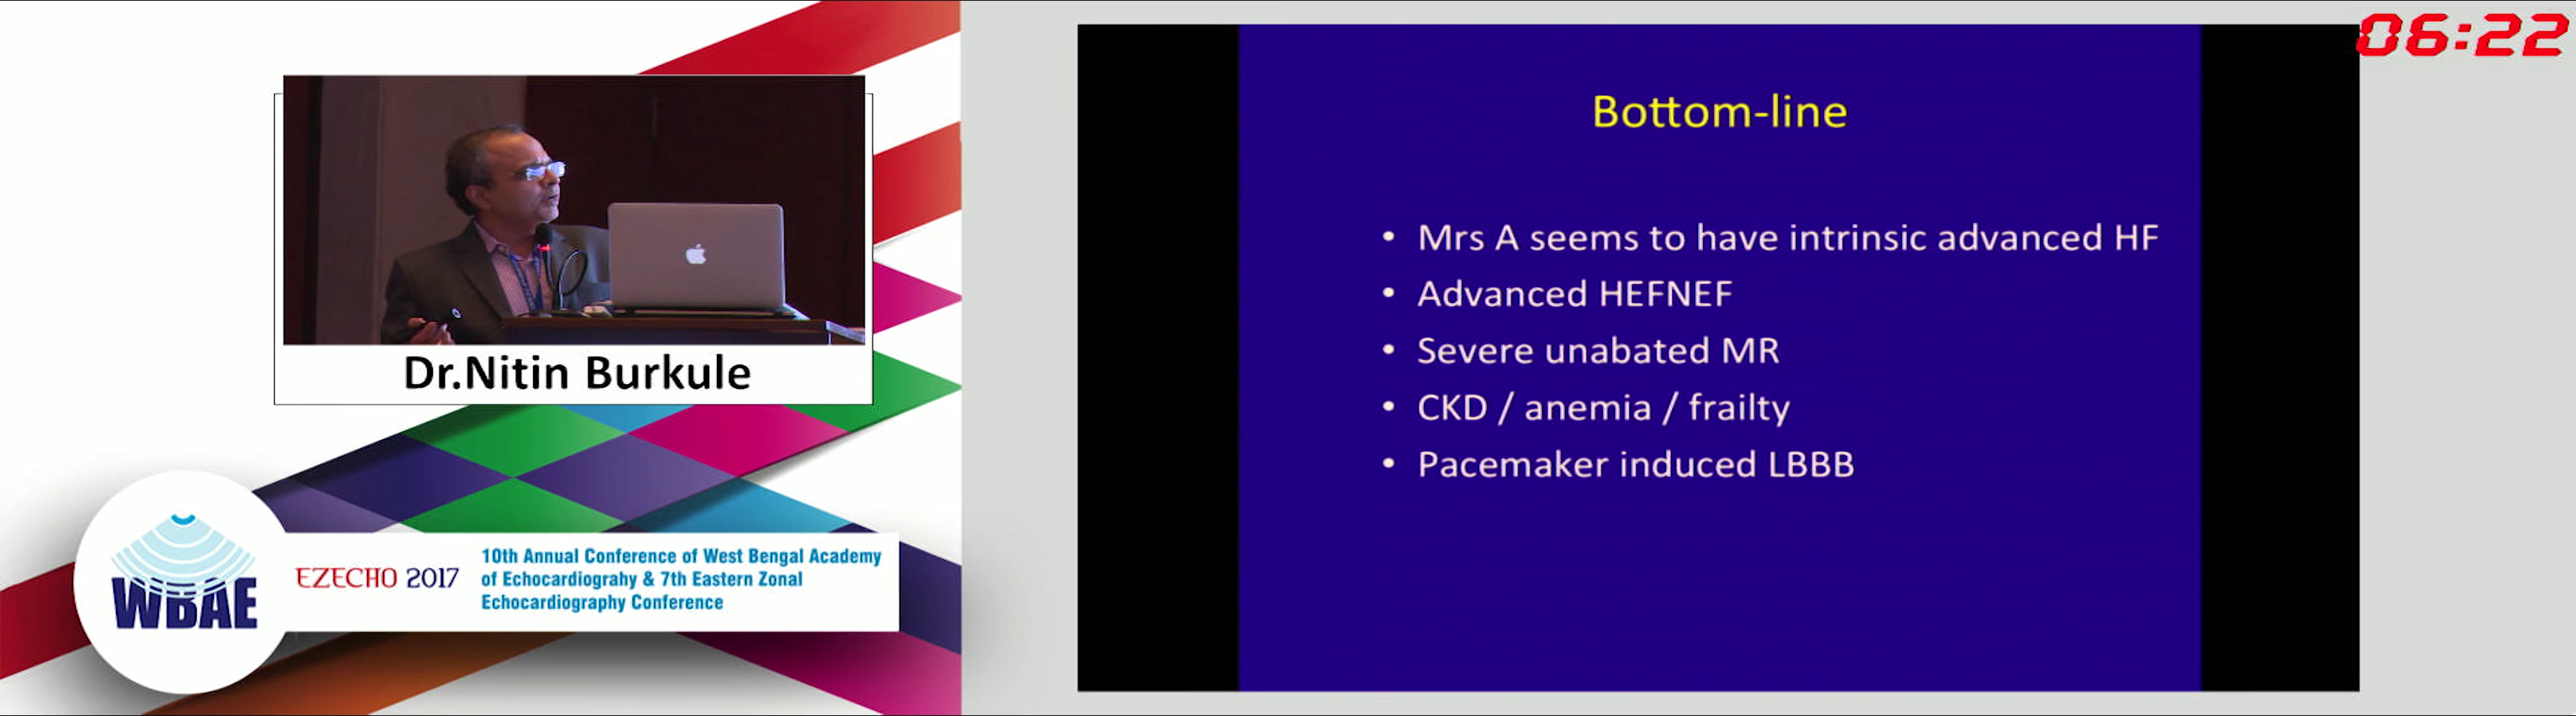 06:22
Bottom-line
• Mrs A seems to have intrinsic advanced HF
• Advanced HEFNEF
• Severe unabated MR
• CKD / anemia / frailty
• Pacemaker induced LBBB
Dr.Nitin Burkule
WBAE
EZECHO 2017
10th Annual Conference of West Bengal Academy
of Echocardiograhy & 7th Eastern Zonal
Echocardiography Conference